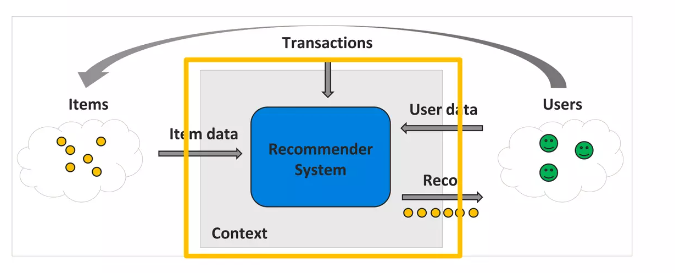 Transactions
Items
Users
User data
Item data
Recommender
System
Reco
Context